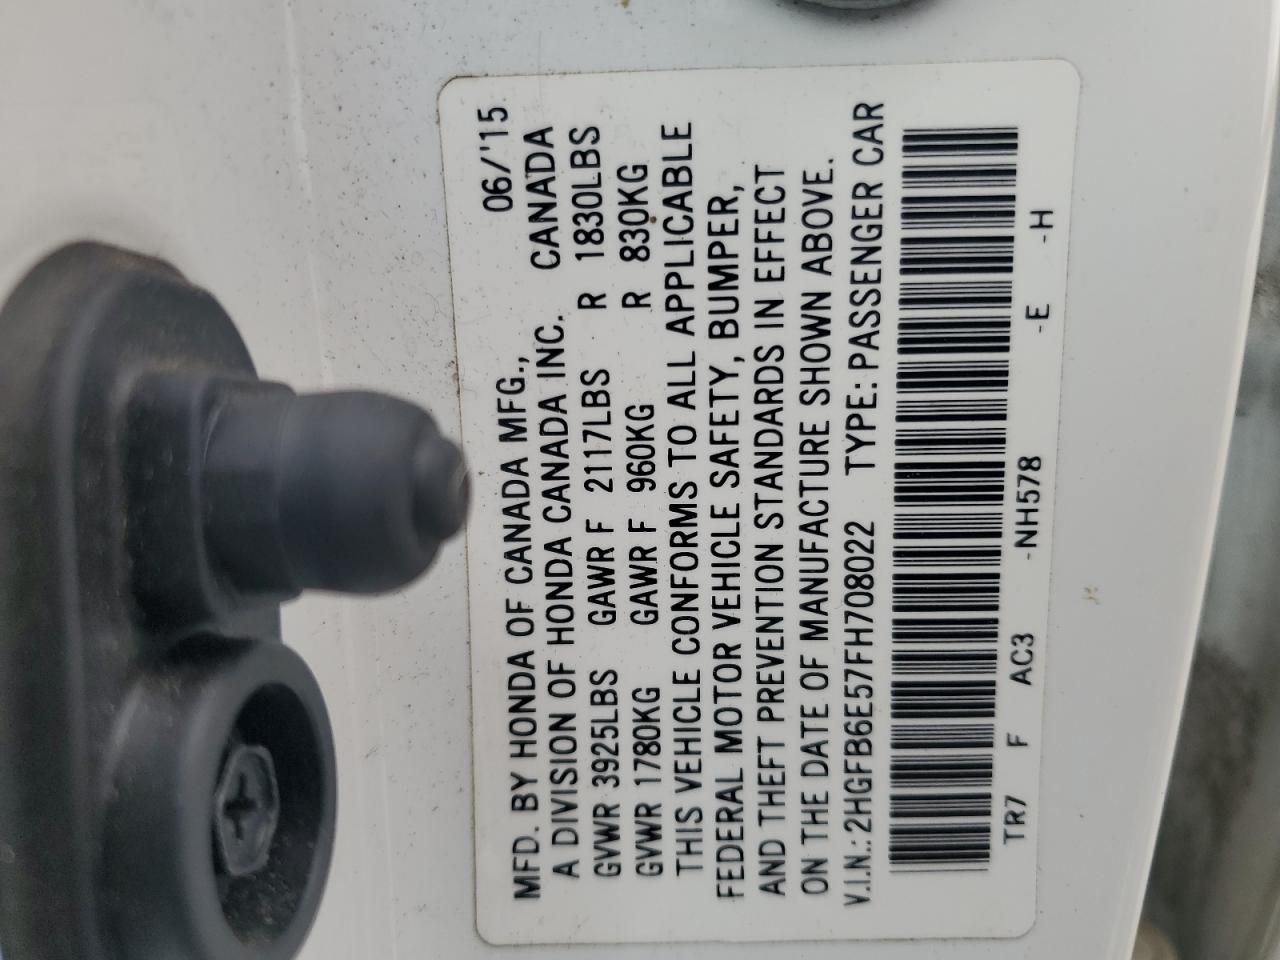 MFD. BY HONDA OF CANADA MFG., 06/'15
A DIVISION OF HONDA CANADA INC. CANADA
GVWR 3925LBS GAWR F 2117LBS R 1830LBS
GVWR 1780KG GAWR F 960KG R 830KG
THIS VEHICLE CONFORMS TO ALL APPLICABLE
FEDERAL MOTOR VEHICLE SAFETY, BUMPER,
AND THEFT PREVENTION STANDARDS IN EFFECT
ON THE DATE OF MANUFACTURE SHOWN ABOVE.
V.I.N.: 2HGFB6E57FH708022 TYPE: PASSENGER CAR
TR7 F AC3 -NH578 -E -H